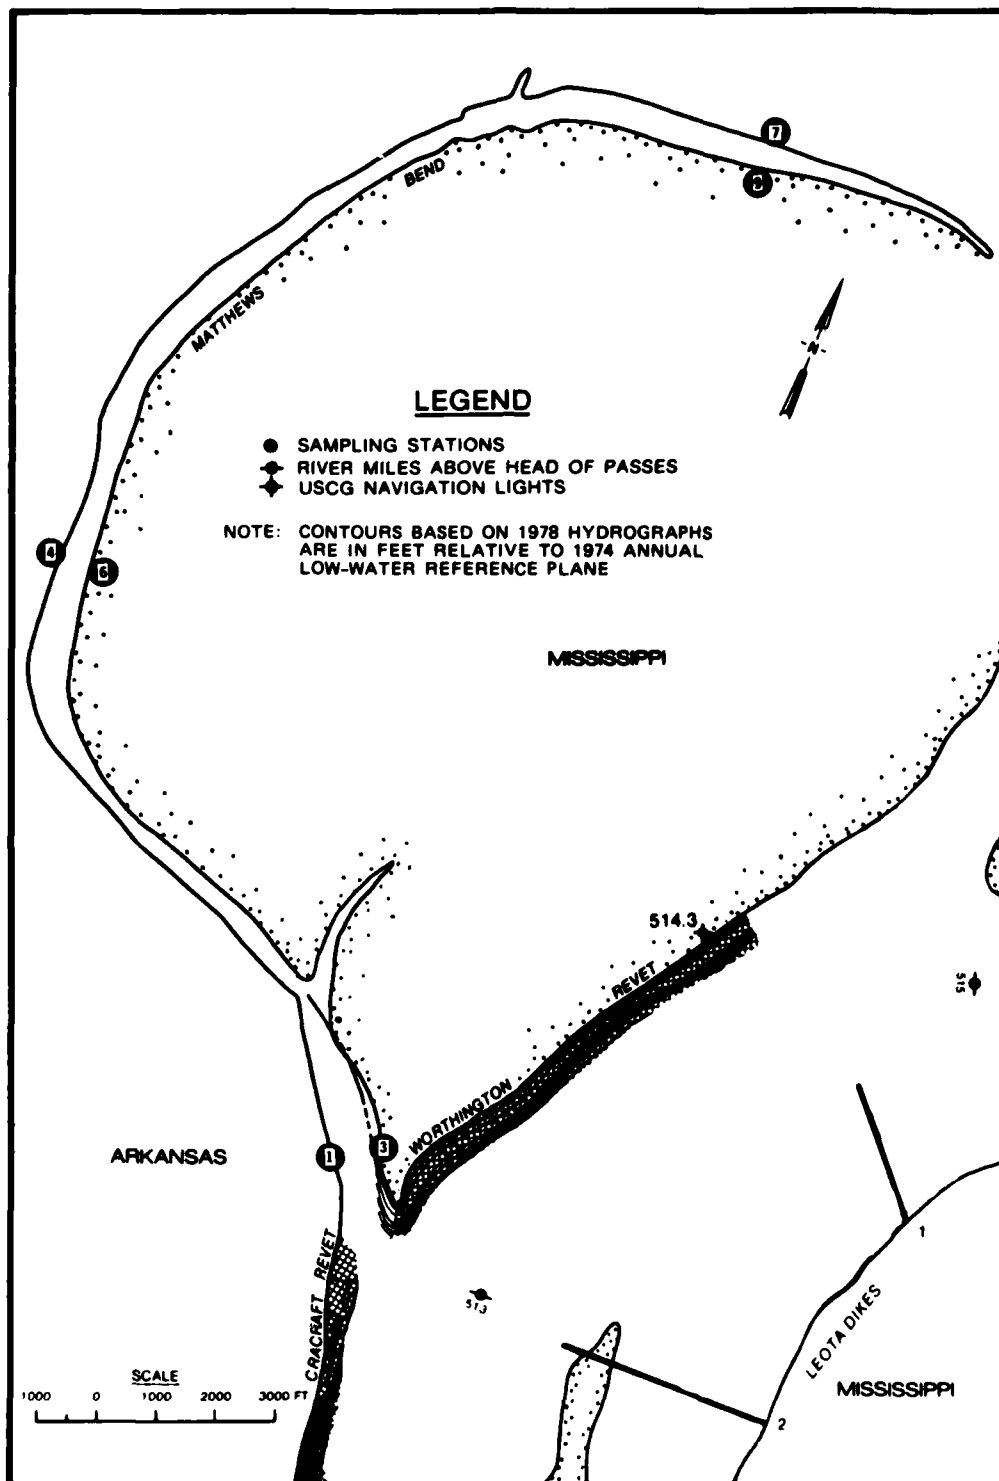 7
9
BEND
MATTHEWS
N
LEGEND
SAMPLING STATIONS
RIVER MILES ABOVE HEAD OF PASSES
USCG NAVIGATION LIGHTS
NOTE: CONTOURS BASED ON 1978 HYDROGRAPHS
ARE IN FEET RELATIVE TO 1974 ANNUAL
LOW-WATER REFERENCE PLANE
4
6
MISSISSIPPI
514.3
REVET
515
WORTHINGTON
ARKANSAS
1
3
1
CRACRAFT REVET
513
LEOTA DIKES
SCALE
1000 0 1000 2000 3000 FT
MISSISSIPPI
2